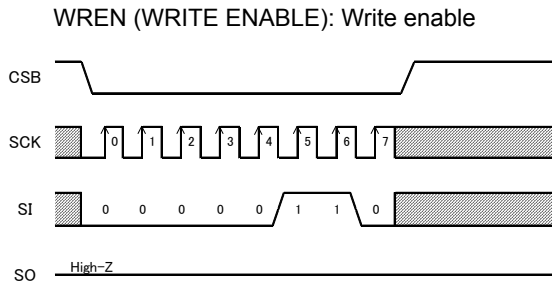 WREN (WRITE ENABLE): Write enable
CSB
SCK 0 1 2 3 4 5 6 7
SI 0 0 0 0 0 1 1 0
SO High-Z